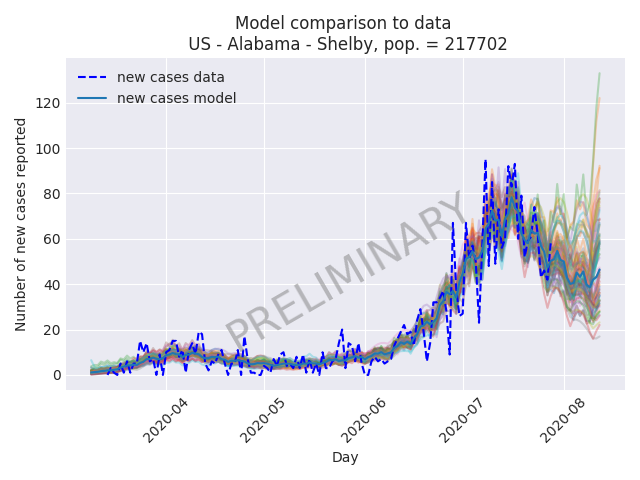 Model comparison to data
US - Alabama - Shelby, pop. = 217702
new cases data
new cases model
Number of new cases reported
120
100
80
60
40
20
0
PRELIMINARY
2020-04
2020-05
2020-06
2020-07
2020-08
Day